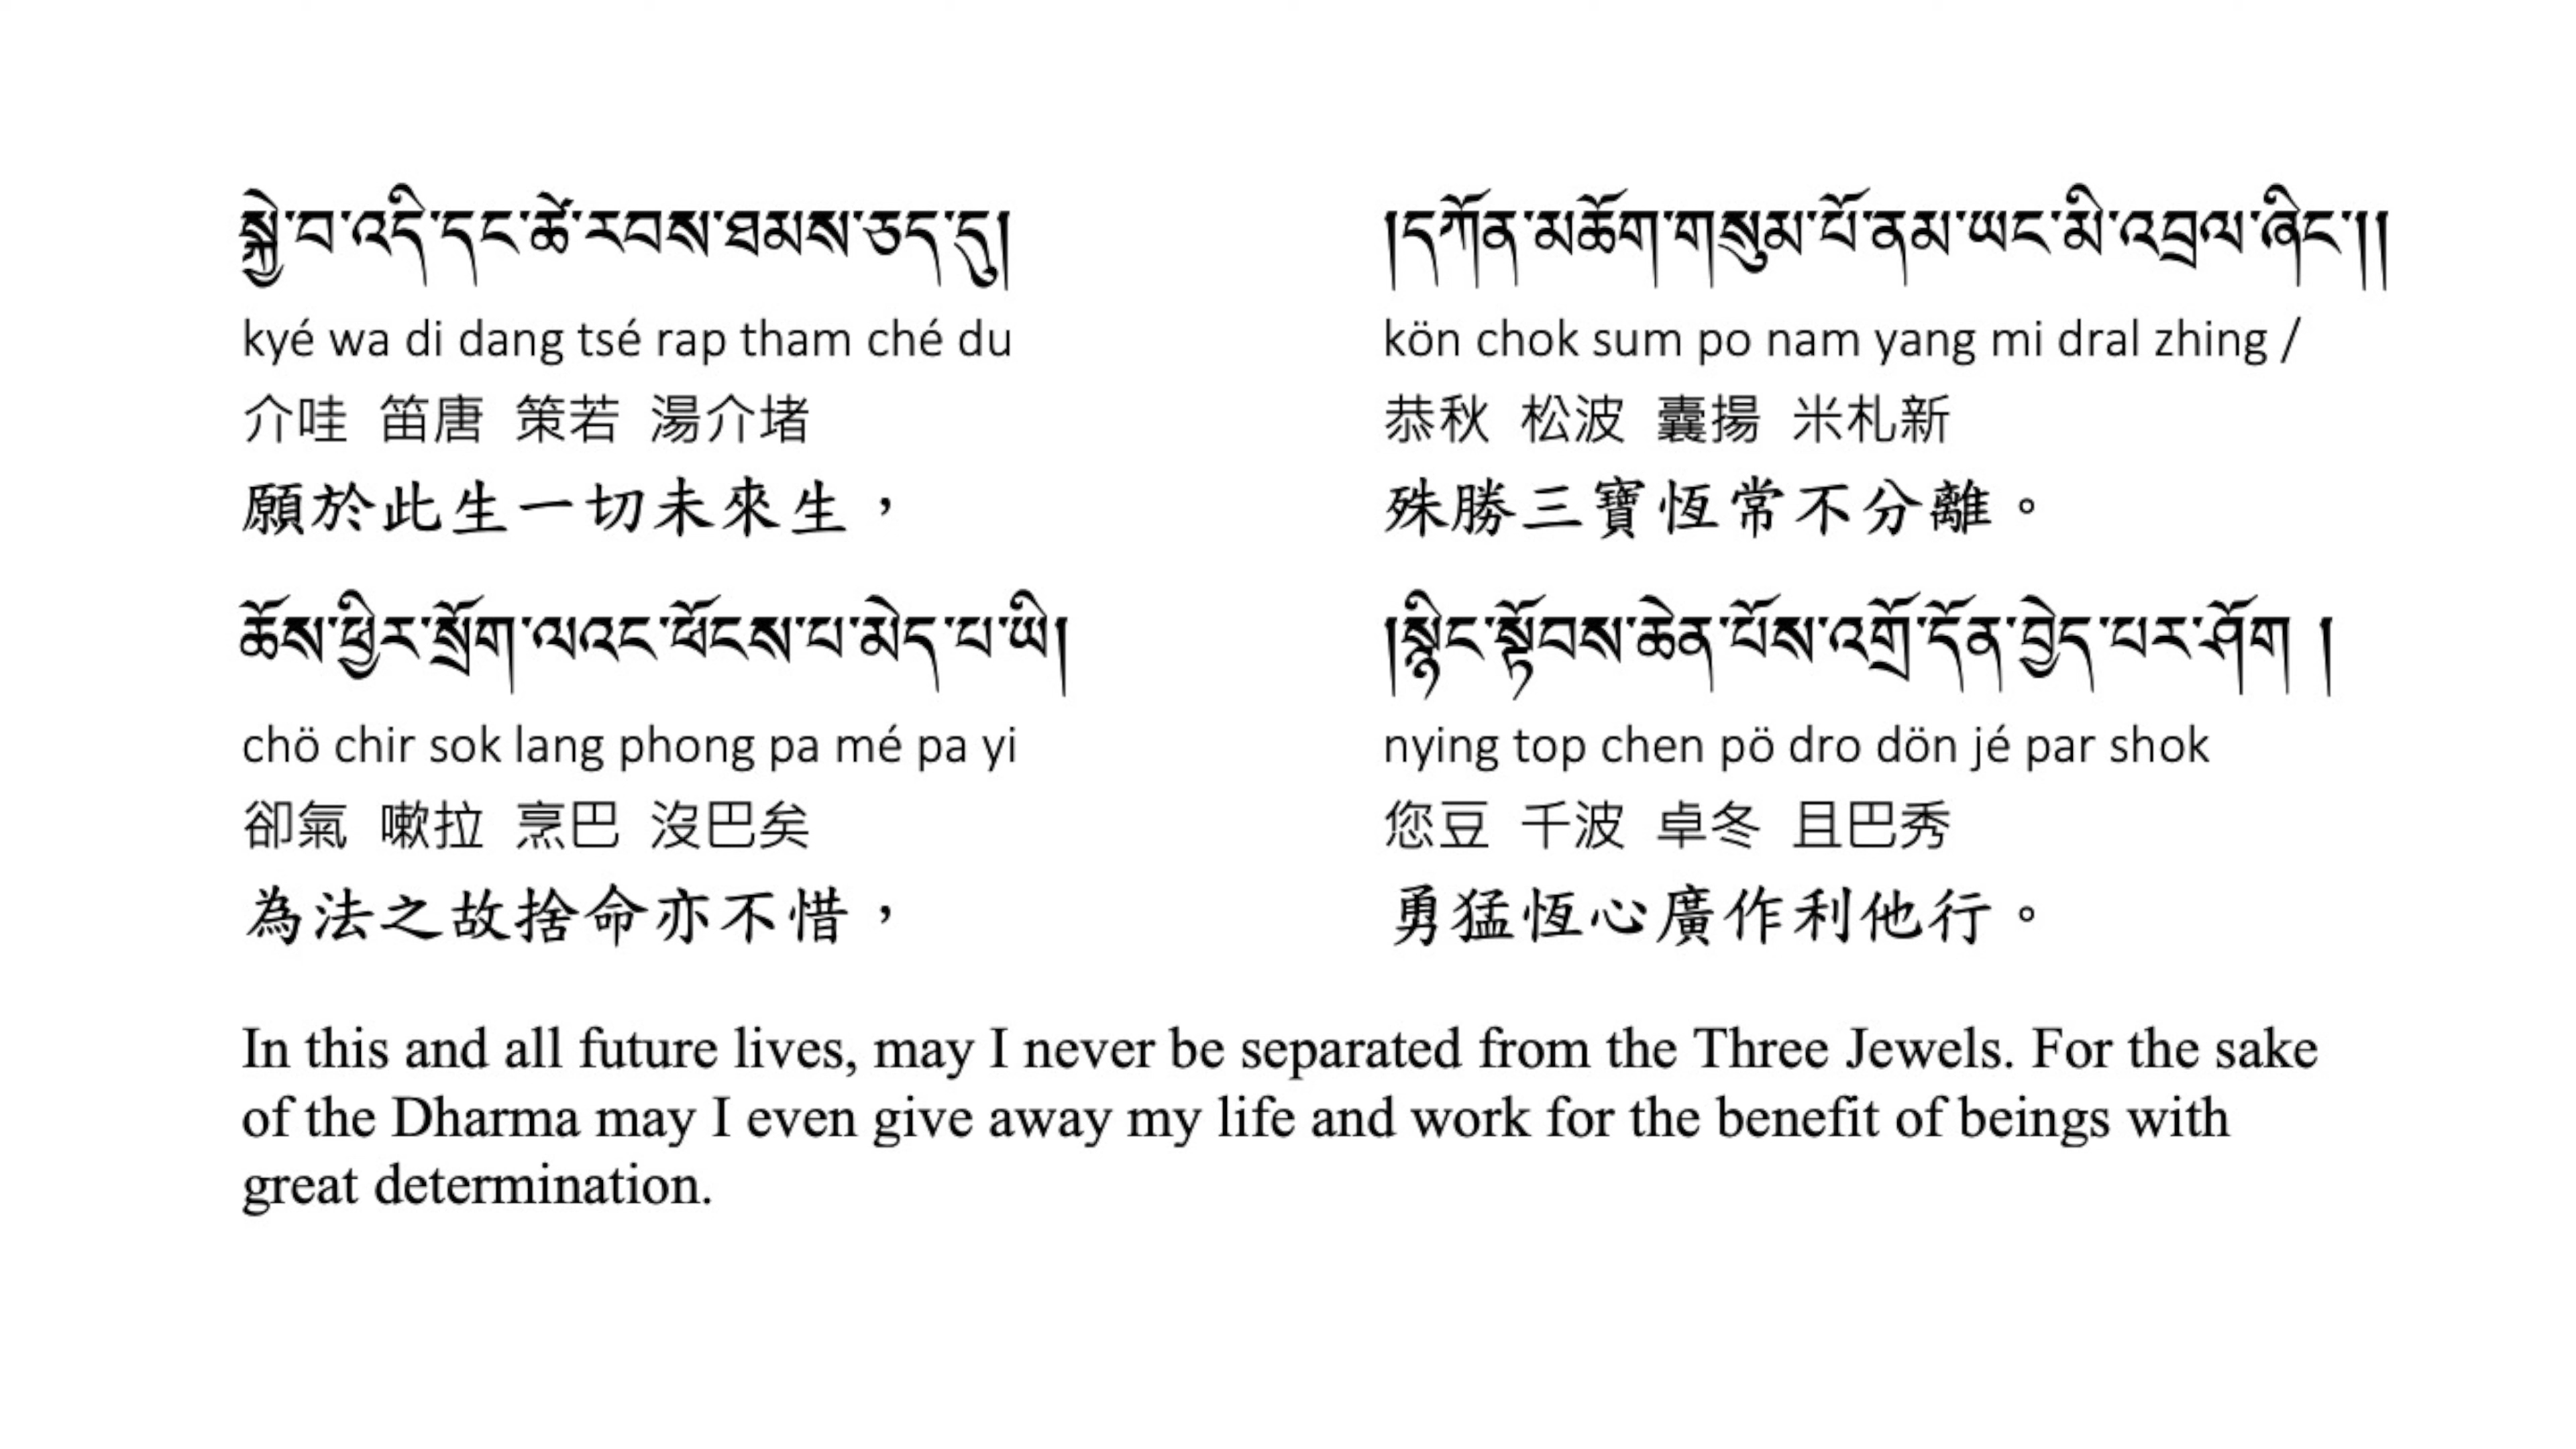 སྐྱེ་བ་འདི་དང་ཚེ་རབས་ཐམས་ཅད་དུ།
kyé wa di dang tsé rap tham ché du
介哇 笛唐 策若 湯介堵
願於此生一切未來生，
།དཀོན་མཆོག་གསུམ་པོ་ནམ་ཡང་མི་འབྲལ་ཞིང་།།
kön chok sum po nam yang mi dral zhing /
恭秋 松波 囊揚 米札新
殊勝三寶恆常不分離。
ཆོས་ཕྱིར་སྲོག་ལའང་ཕོངས་པ་མེད་པ་ཡི།
chö chir sok lang phong pa mé pa yi
卻氣 嗽拉 烹巴 沒巴矣
為法之故捨命亦不惜，
།སྙིང་སྟོབས་ཆེན་པོས་འགྲོ་དོན་བྱེད་པར་ཤོག །
nying top chen pö dro dön jé par shok
您豆 千波 卓冬 且巴秀
勇猛恆心廣作利他行。
In this and all future lives, may I never be separated from the Three Jewels. For the sake
of the Dharma may I even give away my life and work for the benefit of beings with
great determination.